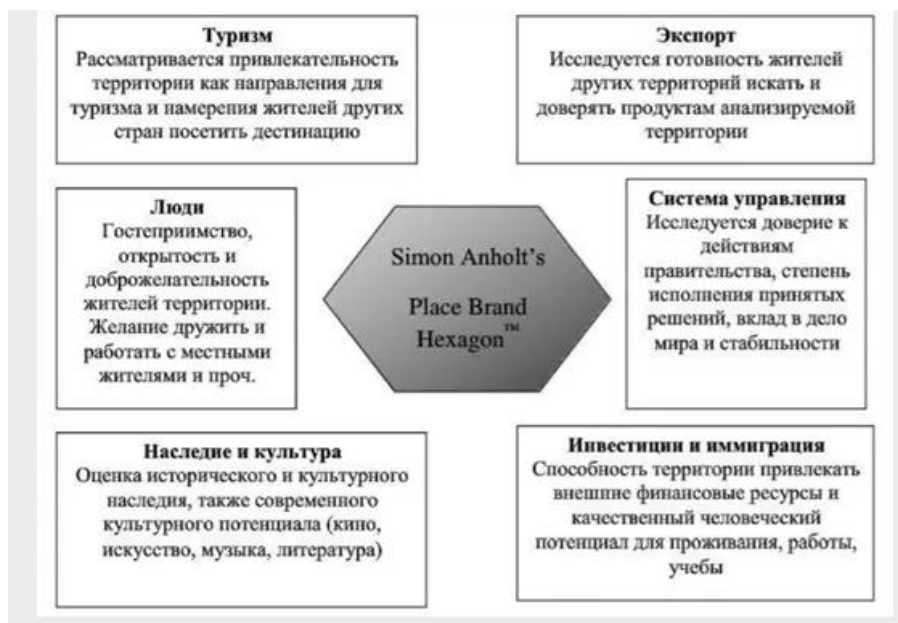 Туризм
Рассматривается привлекательность
территории как направления для
туризма и намерения жителей других
стран посетить дестинацию
Экспорт
Исследуется готовность жителей
других территорий искать и
доверять продуктам анализируемой
территории
Люди
Гостеприимство,
открытость и
доброжелательность
жителей территории.
Желание дружить и
работать с местными
жителями и проч.
Simon Anholt's
Place Brand
Hexagon™
Система управления
Исследуется доверие к
действиям
правительства, степень
исполнения принятых
решений, вклад в дело
мира и стабильности
Наследие и культура
Оценка исторического и культурного
наследия, также современного
культурного потенциала (кино,
искусство, музыка, литература)
Инвестиции и иммиграция
Способность территории привлекать
внешние финансовые ресурсы и
качественный человеческий
потенциал для проживания, работы,
учебы